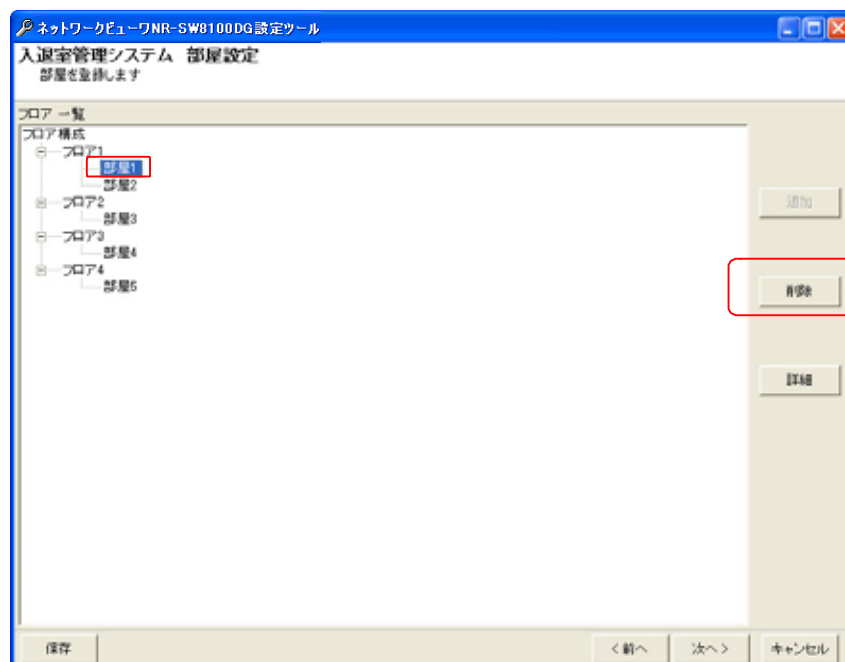 ネットワークビューワNR-SW8100DG設定ツール
入退室管理システム 部屋設定
部屋を登録します
フロア 一覧
フロア構成
フロア1
部屋1
部屋2
フロア2
部屋3
フロア3
部屋4
フロア4
部屋5
追加
削除
詳細
保存
< 前へ
次へ >
キャンセル